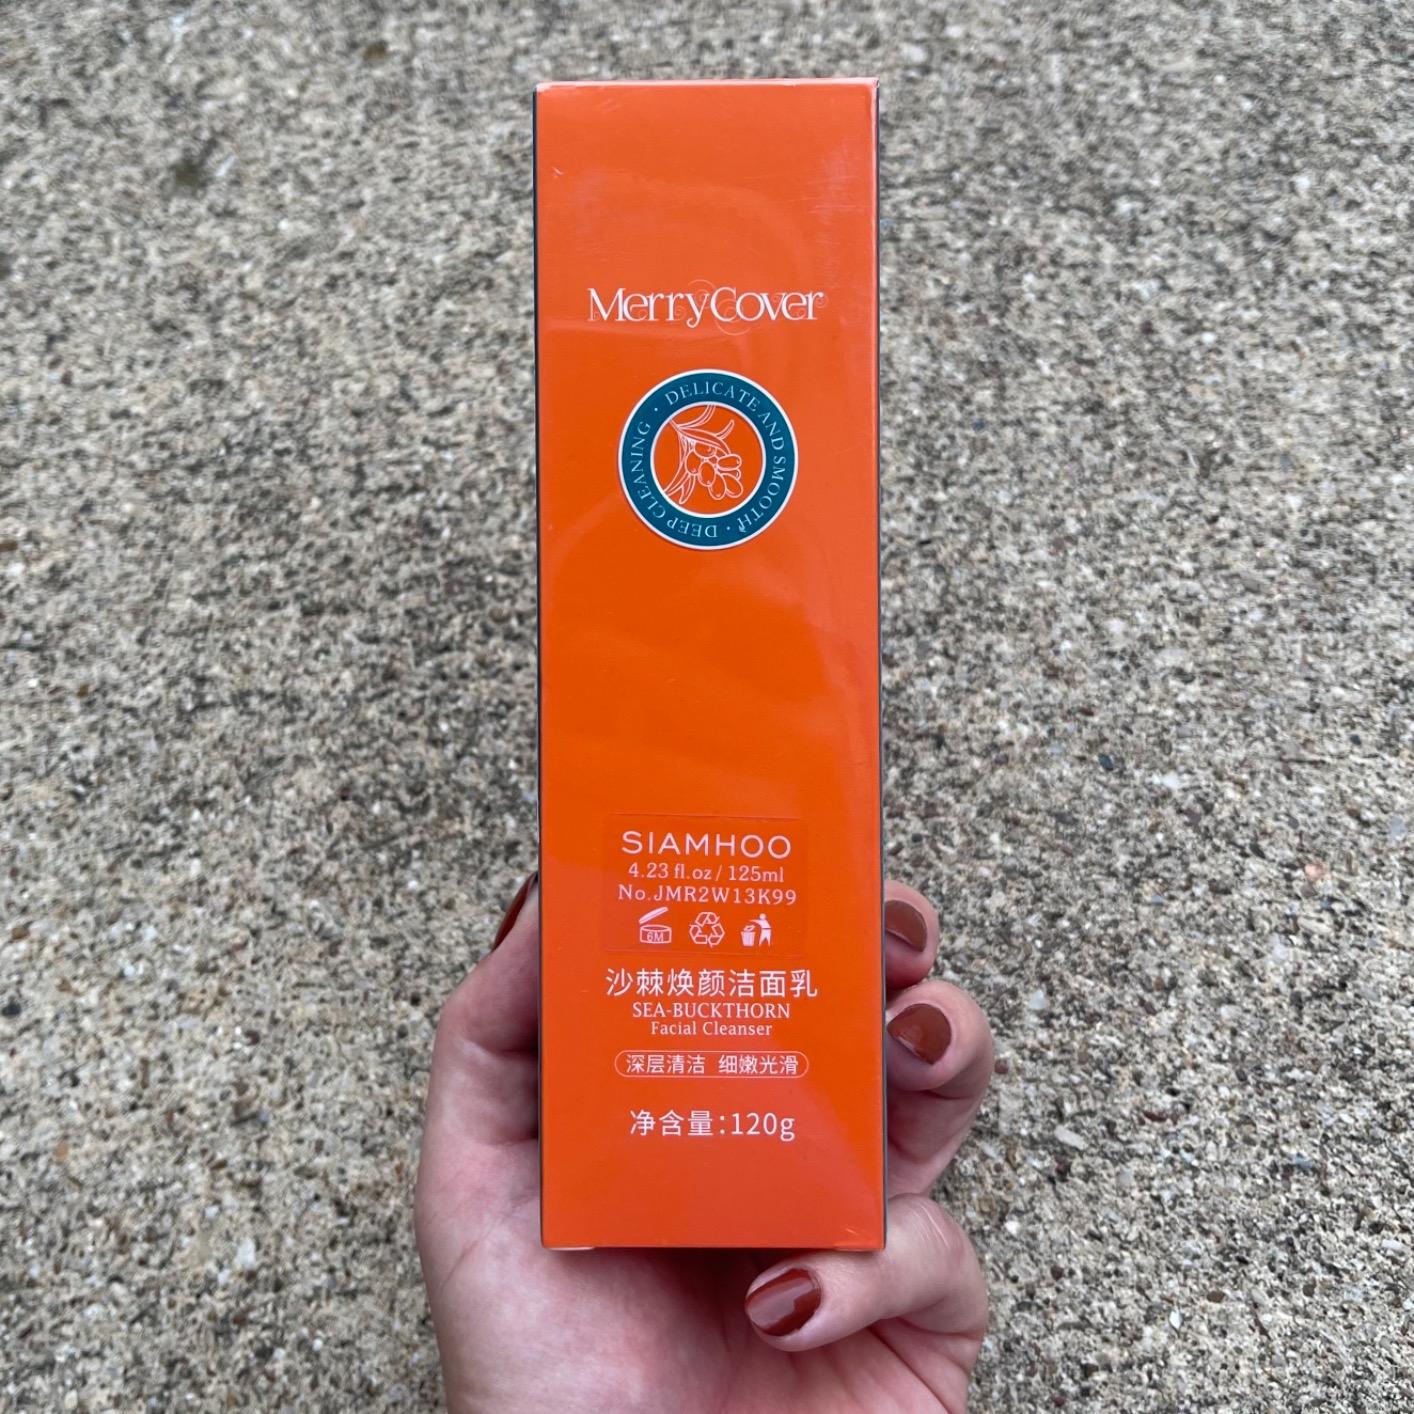 MerryCover
DELICATE AND SMOOTH · DEEP CLEANING ·
SIAMHOO
4.23 fl.oz / 125ml
No.JMR2W13K99
6M
沙棘焕颜洁面乳
SEA-BUCKTHORN
Facial Cleanser
深层清洁 细嫩光滑
净含量:120g